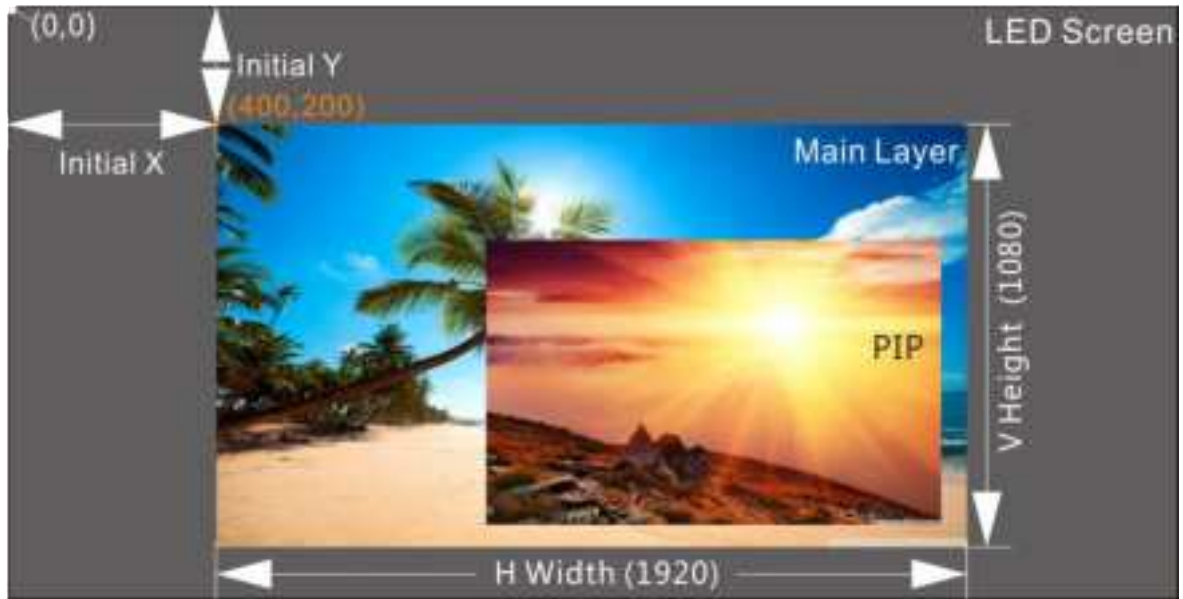 (0,0)
LED Screen
Initial Y
(400,200)
Initial X
Main Layer
V Height (1080)
PIP
H Width (1920)